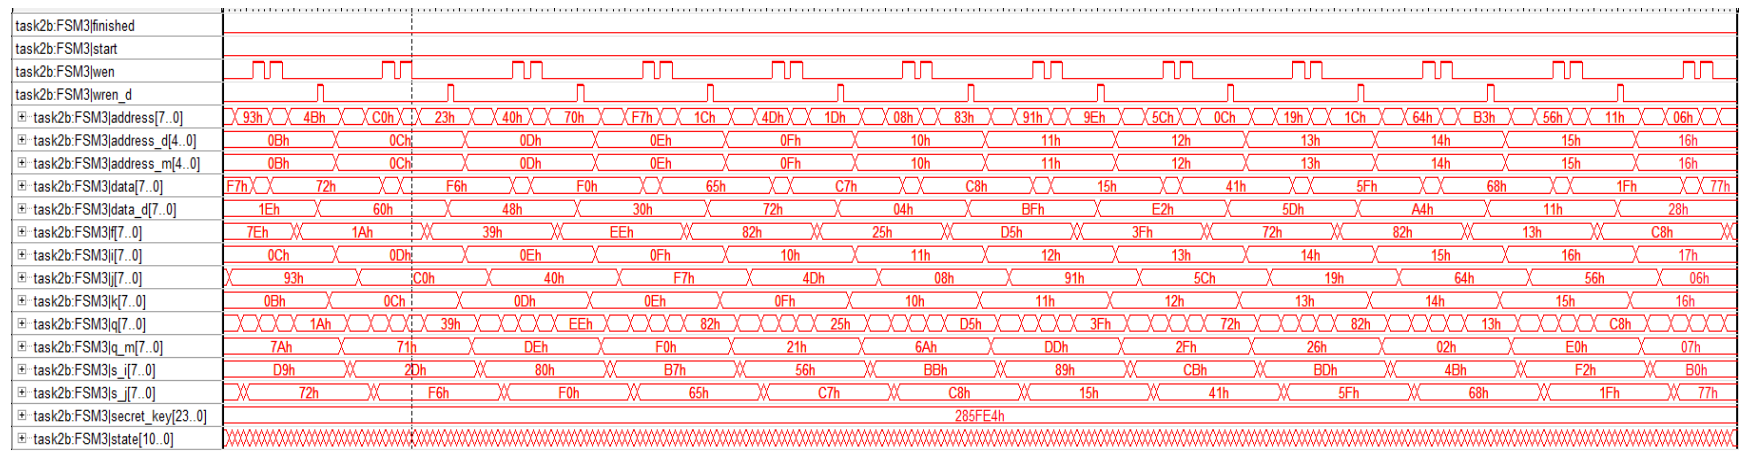 task2b:FSM3|finished
task2b:FSM3|start
task2b:FSM3|wen
task2b:FSM3|wren_d
task2b:FSM3|address[7..0] 93h 4Bh C0h 23h 40h 70h F7h 1Ch 4Dh 1Dh 08h 83h 91h 9Eh 5Ch 0Ch 19h 1Ch 64h B3h 56h 11h 06h
task2b:FSM3|address_d[4..0] 0Bh 0Ch 0Dh 0Eh 0Fh 10h 11h 12h 13h 14h 15h 16h
task2b:FSM3|address_m[4..0] 0Bh 0Ch 0Dh 0Eh 0Fh 10h 11h 12h 13h 14h 15h 16h
task2b:FSM3|data[7..0] F7h 72h F6h F0h 65h C7h C8h 15h 41h 5Fh 68h 1Fh 77h
task2b:FSM3|data_d[7..0] 1Eh 60h 48h 30h 72h 04h BFh E2h 5Dh A4h 11h 28h
task2b:FSM3|f[7..0] 7Eh 1Ah 39h EEh 82h 25h D5h 3Fh 72h 82h 13h C8h
task2b:FSM3|i[7..0] 0Ch 0Dh 0Eh 0Fh 10h 11h 12h 13h 14h 15h 16h 17h
task2b:FSM3|j[7..0] 93h C0h 40h F7h 4Dh 08h 91h 5Ch 19h 64h 56h 06h
task2b:FSM3|k[7..0] 0Bh 0Ch 0Dh 0Eh 0Fh 10h 11h 12h 13h 14h 15h 16h
task2b:FSM3|q[7..0] 1Ah 39h EEh 82h 25h D5h 3Fh 72h 82h 13h C8h
task2b:FSM3|q_m[7..0] 7Ah 71h DEh F0h 21h 6Ah DDh 2Fh 26h 02h E0h 07h
task2b:FSM3|s_i[7..0] D9h 2Dh 80h B7h 56h BBh 89h CBh BDh 4Bh F2h B0h
task2b:FSM3|s_j[7..0] 72h F6h F0h 65h C7h C8h 15h 41h 5Fh 68h 1Fh 77h
task2b:FSM3|secret_key[23..0] 285FE4h
task2b:FSM3|state[10..0]